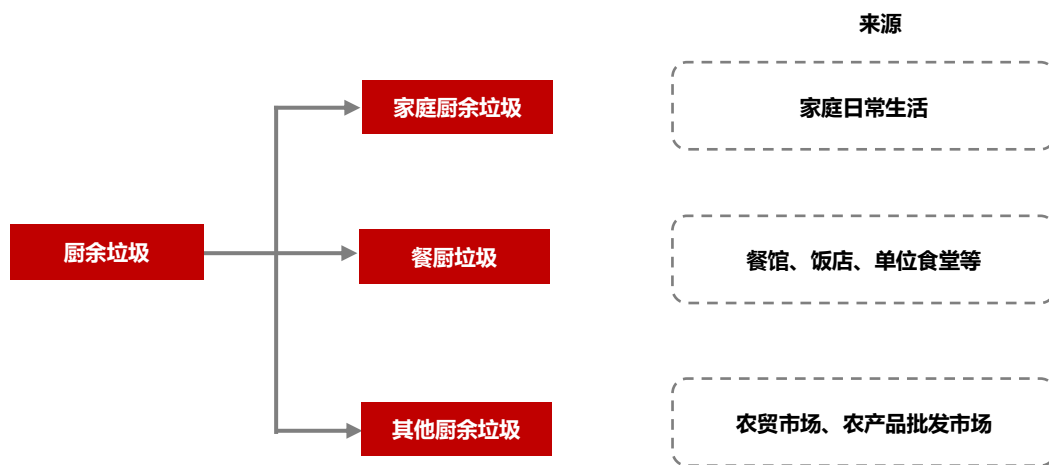 来源
家庭厨余垃圾
家庭日常生活
厨余垃圾
餐厨垃圾
餐馆、饭店、单位食堂等
其他厨余垃圾
农贸市场、农产品批发市场